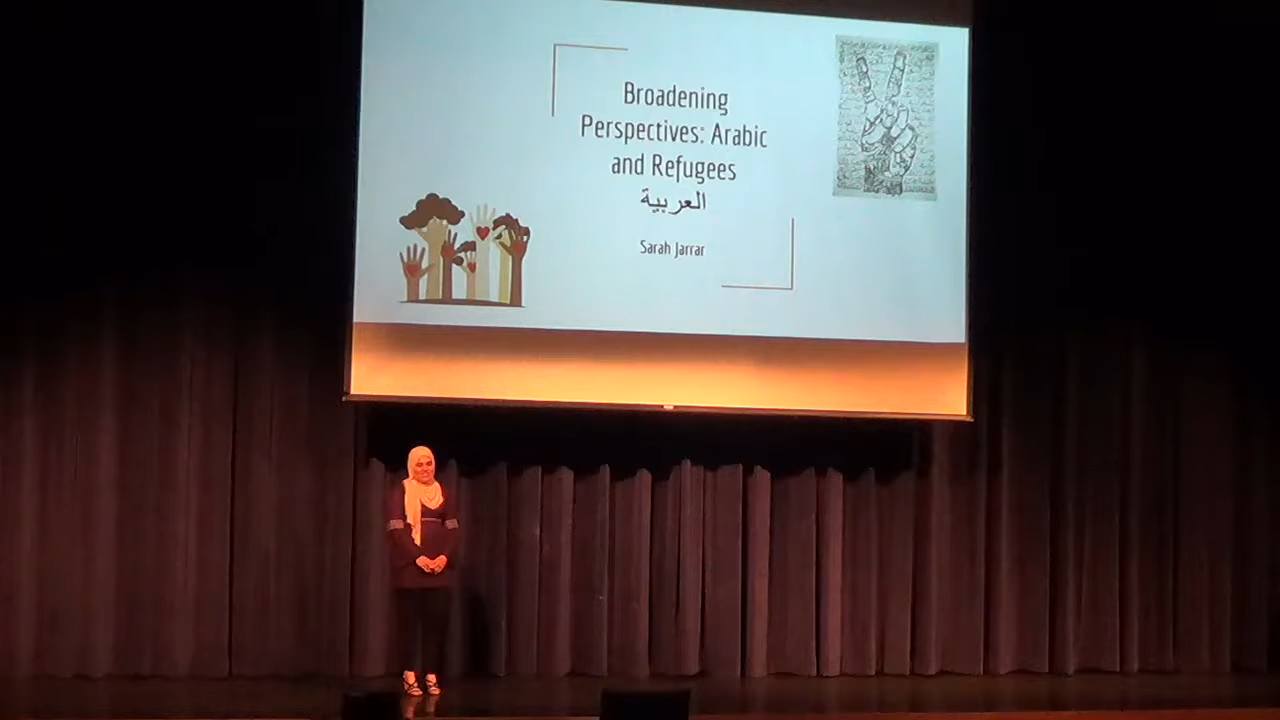 Broadening
Perspectives: Arabic
and Refugees
العربية
Sarah Jarrar